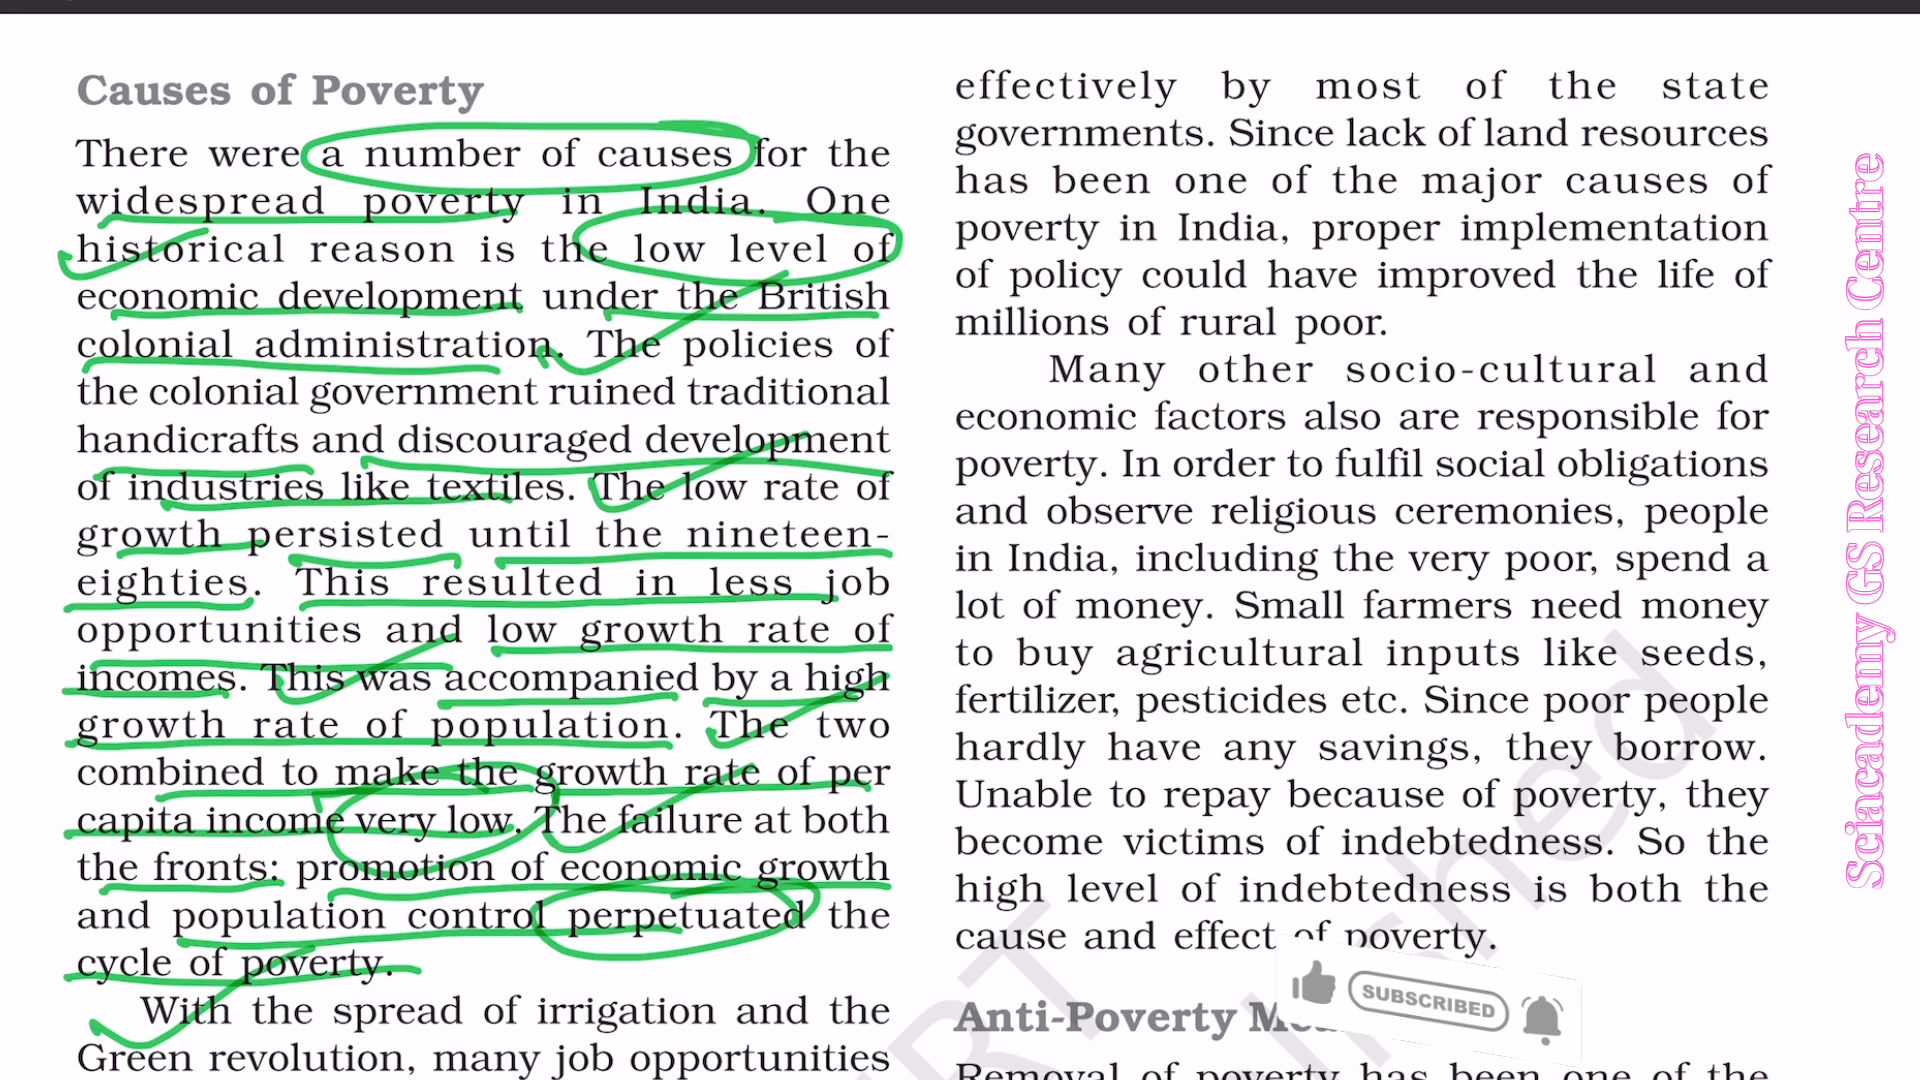 Causes of Poverty
There were a number of causes for the
widespread poverty in India. One
historical reason is the low level of
economic development under the British
colonial administration. The policies of
the colonial government ruined traditional
handicrafts and discouraged development
of industries like textiles. The low rate of
growth persisted until the nineteen-
eighties. This resulted in less job
opportunities and low growth rate of
incomes. This was accompanied by a high
growth rate of population. The two
combined to make the growth rate of per
capita income very low. The failure at both
the fronts: promotion of economic growth
and population control perpetuated the
cycle of poverty.
With the spread of irrigation and the
Green revolution, many job opportunities
effectively by most of the state
governments. Since lack of land resources
has been one of the major causes of
poverty in India, proper implementation
of policy could have improved the life of
millions of rural poor.
Many other socio-cultural and
economic factors also are responsible for
poverty. In order to fulfil social obligations
and observe religious ceremonies, people
in India, including the very poor, spend a
lot of money. Small farmers need money
to buy agricultural inputs like seeds,
fertilizer, pesticides etc. Since poor people
hardly have any savings, they borrow.
Unable to repay because of poverty, they
become victims of indebtedness. So the
high level of indebtedness is both the
cause and effect of poverty.
Anti-Poverty
Removal of poverty has been one of the
SUBSCRIBED
Sciacademy GS Research Centre